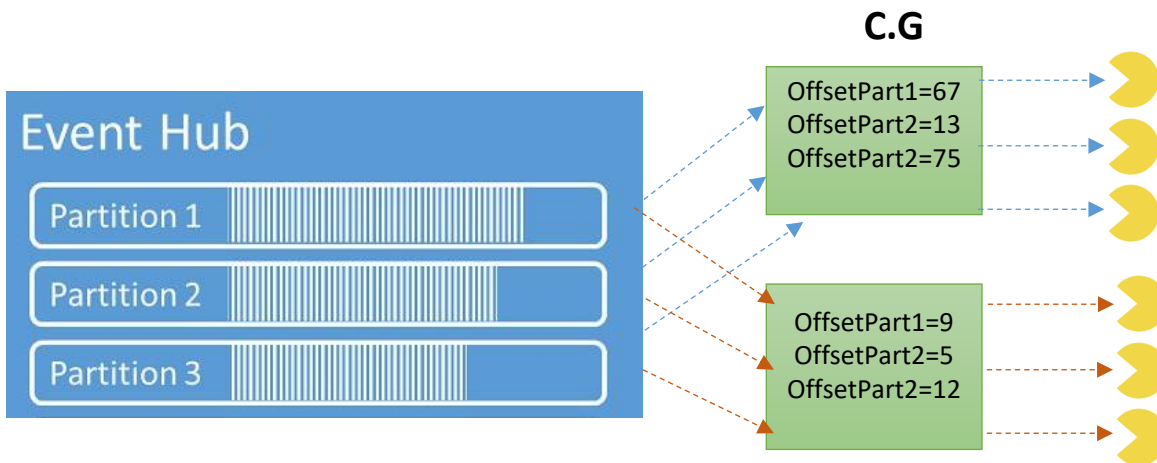 C.G
Event Hub
Partition 1
Partition 2
Partition 3
OffsetPart1=67
OffsetPart2=13
OffsetPart2=75
OffsetPart1=9
OffsetPart2=5
OffsetPart2=12